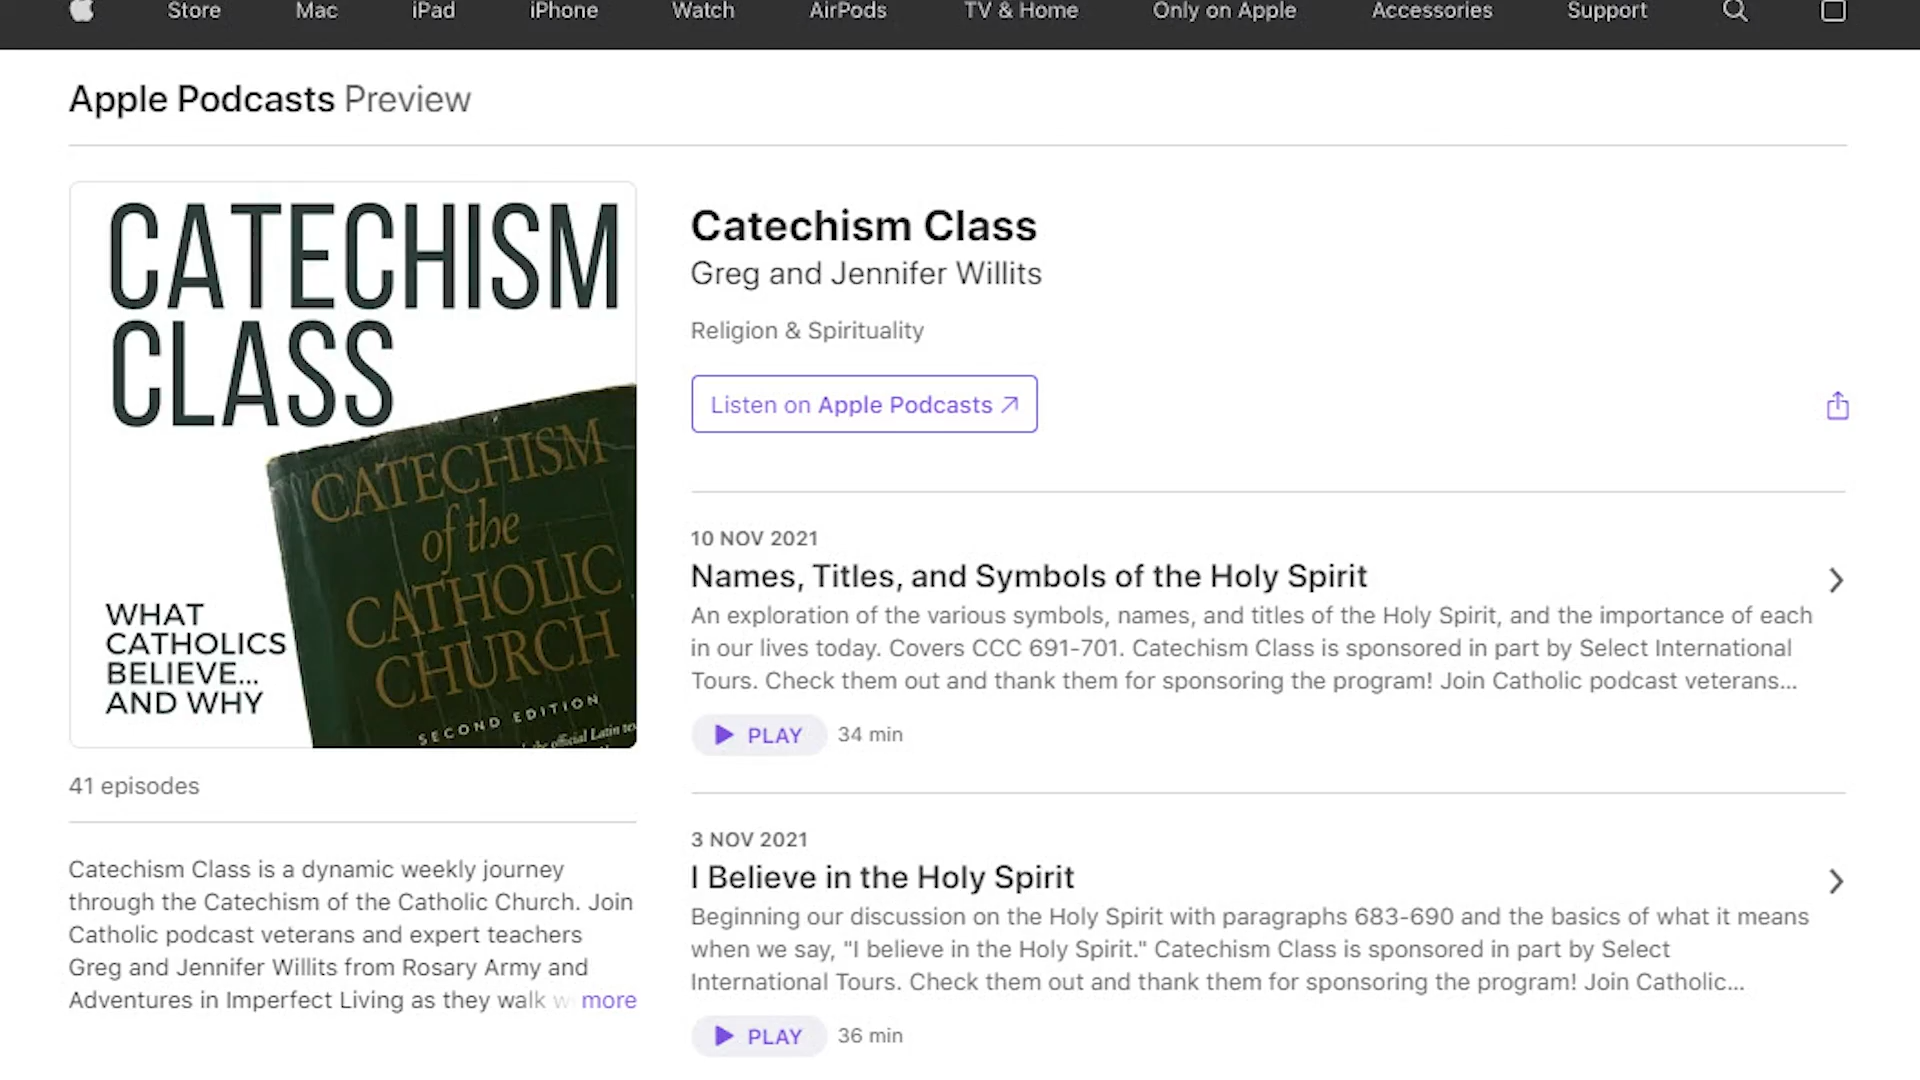 Store Mac iPad iPhone Watch AirPods TV & Home Only on Apple Accessories Support
Apple Podcasts Preview
CATECHISM
CLASS
CATECHISM
of the
CATHOLIC
CHURCH
SECOND EDITION
the official Latin
WHAT
CATHOLICS
BELIEVE...
AND WHY
41 episodes
Catechism Class is a dynamic weekly journey
through the Catechism of the Catholic Church. Join
Catholic podcast veterans and expert teachers
Greg and Jennifer Willits from Rosary Army and
Adventures in Imperfect Living as they walk more
Catechism Class
Greg and Jennifer Willits
Religion & Spirituality
Listen on Apple Podcasts ↗
10 NOV 2021
Names, Titles, and Symbols of the Holy Spirit
An exploration of the various symbols, names, and titles of the Holy Spirit, and the importance of each
in our lives today. Covers CCC 691-701. Catechism Class is sponsored in part by Select International
Tours. Check them out and thank them for sponsoring the program! Join Catholic podcast veterans...
PLAY 34 min
3 NOV 2021
I Believe in the Holy Spirit
Beginning our discussion on the Holy Spirit with paragraphs 683-690 and the basics of what it means
when we say, "I believe in the Holy Spirit." Catechism Class is sponsored in part by Select
International Tours. Check them out and thank them for sponsoring the program! Join Catholic...
PLAY 36 min